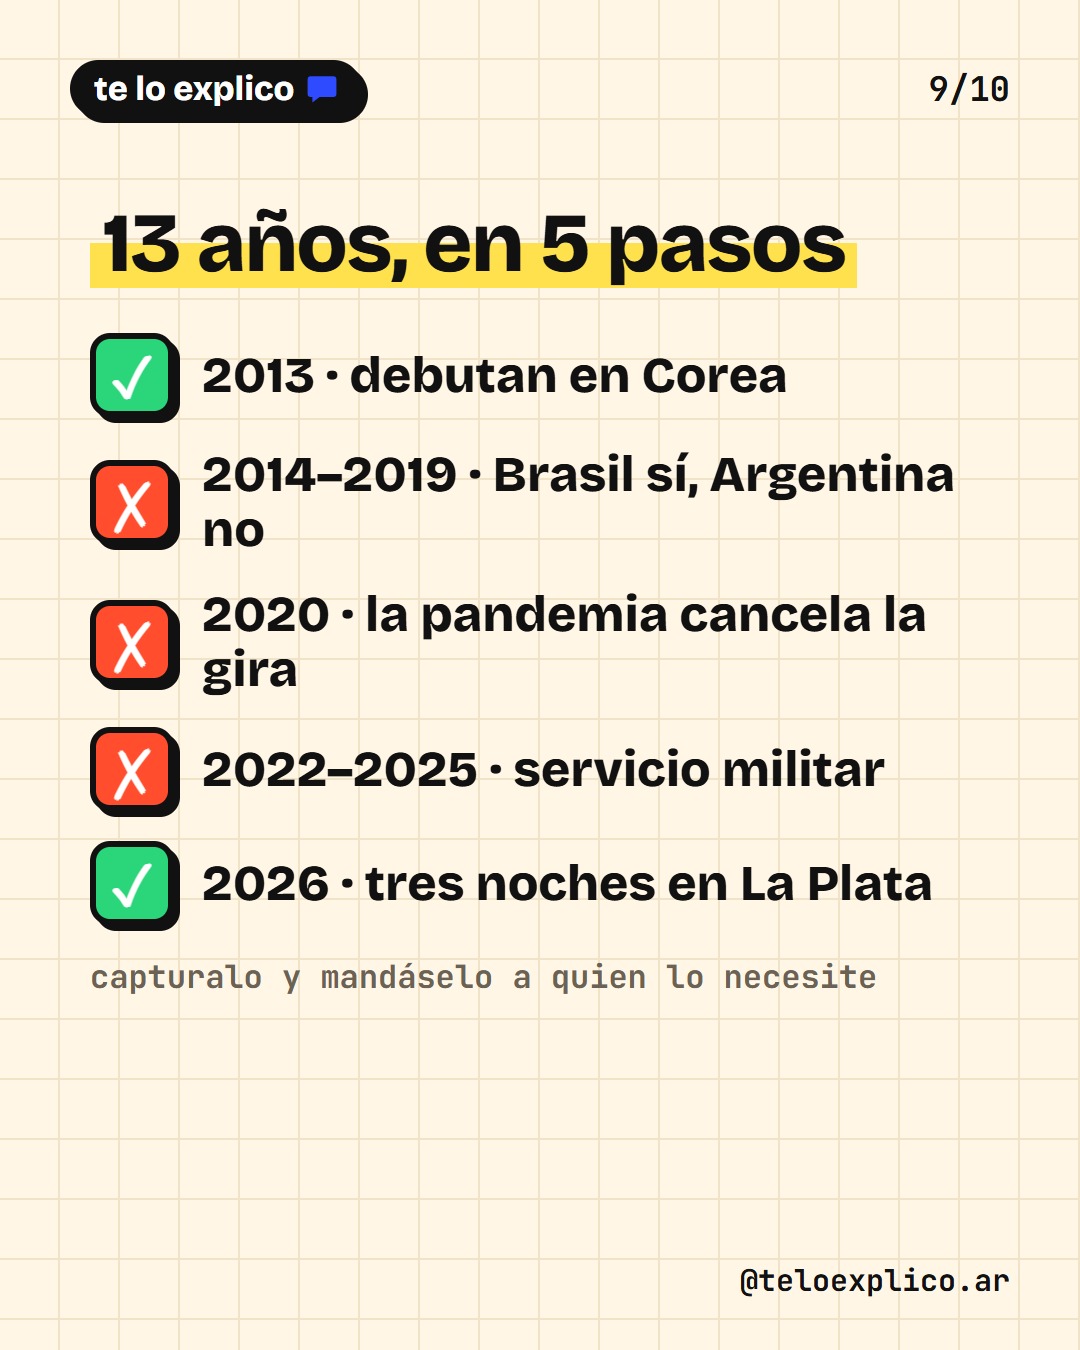 te lo explico
9/10
13 años, en 5 pasos
✓ 2013 · debutan en Corea
✗ 2014–2019 · Brasil sí, Argentina
no
✗ 2020 · la pandemia cancela la
gira
✗ 2022–2025 · servicio militar
✓ 2026 · tres noches en La Plata
capturalo y mandáselo a quien lo necesite
@teloexplico.ar